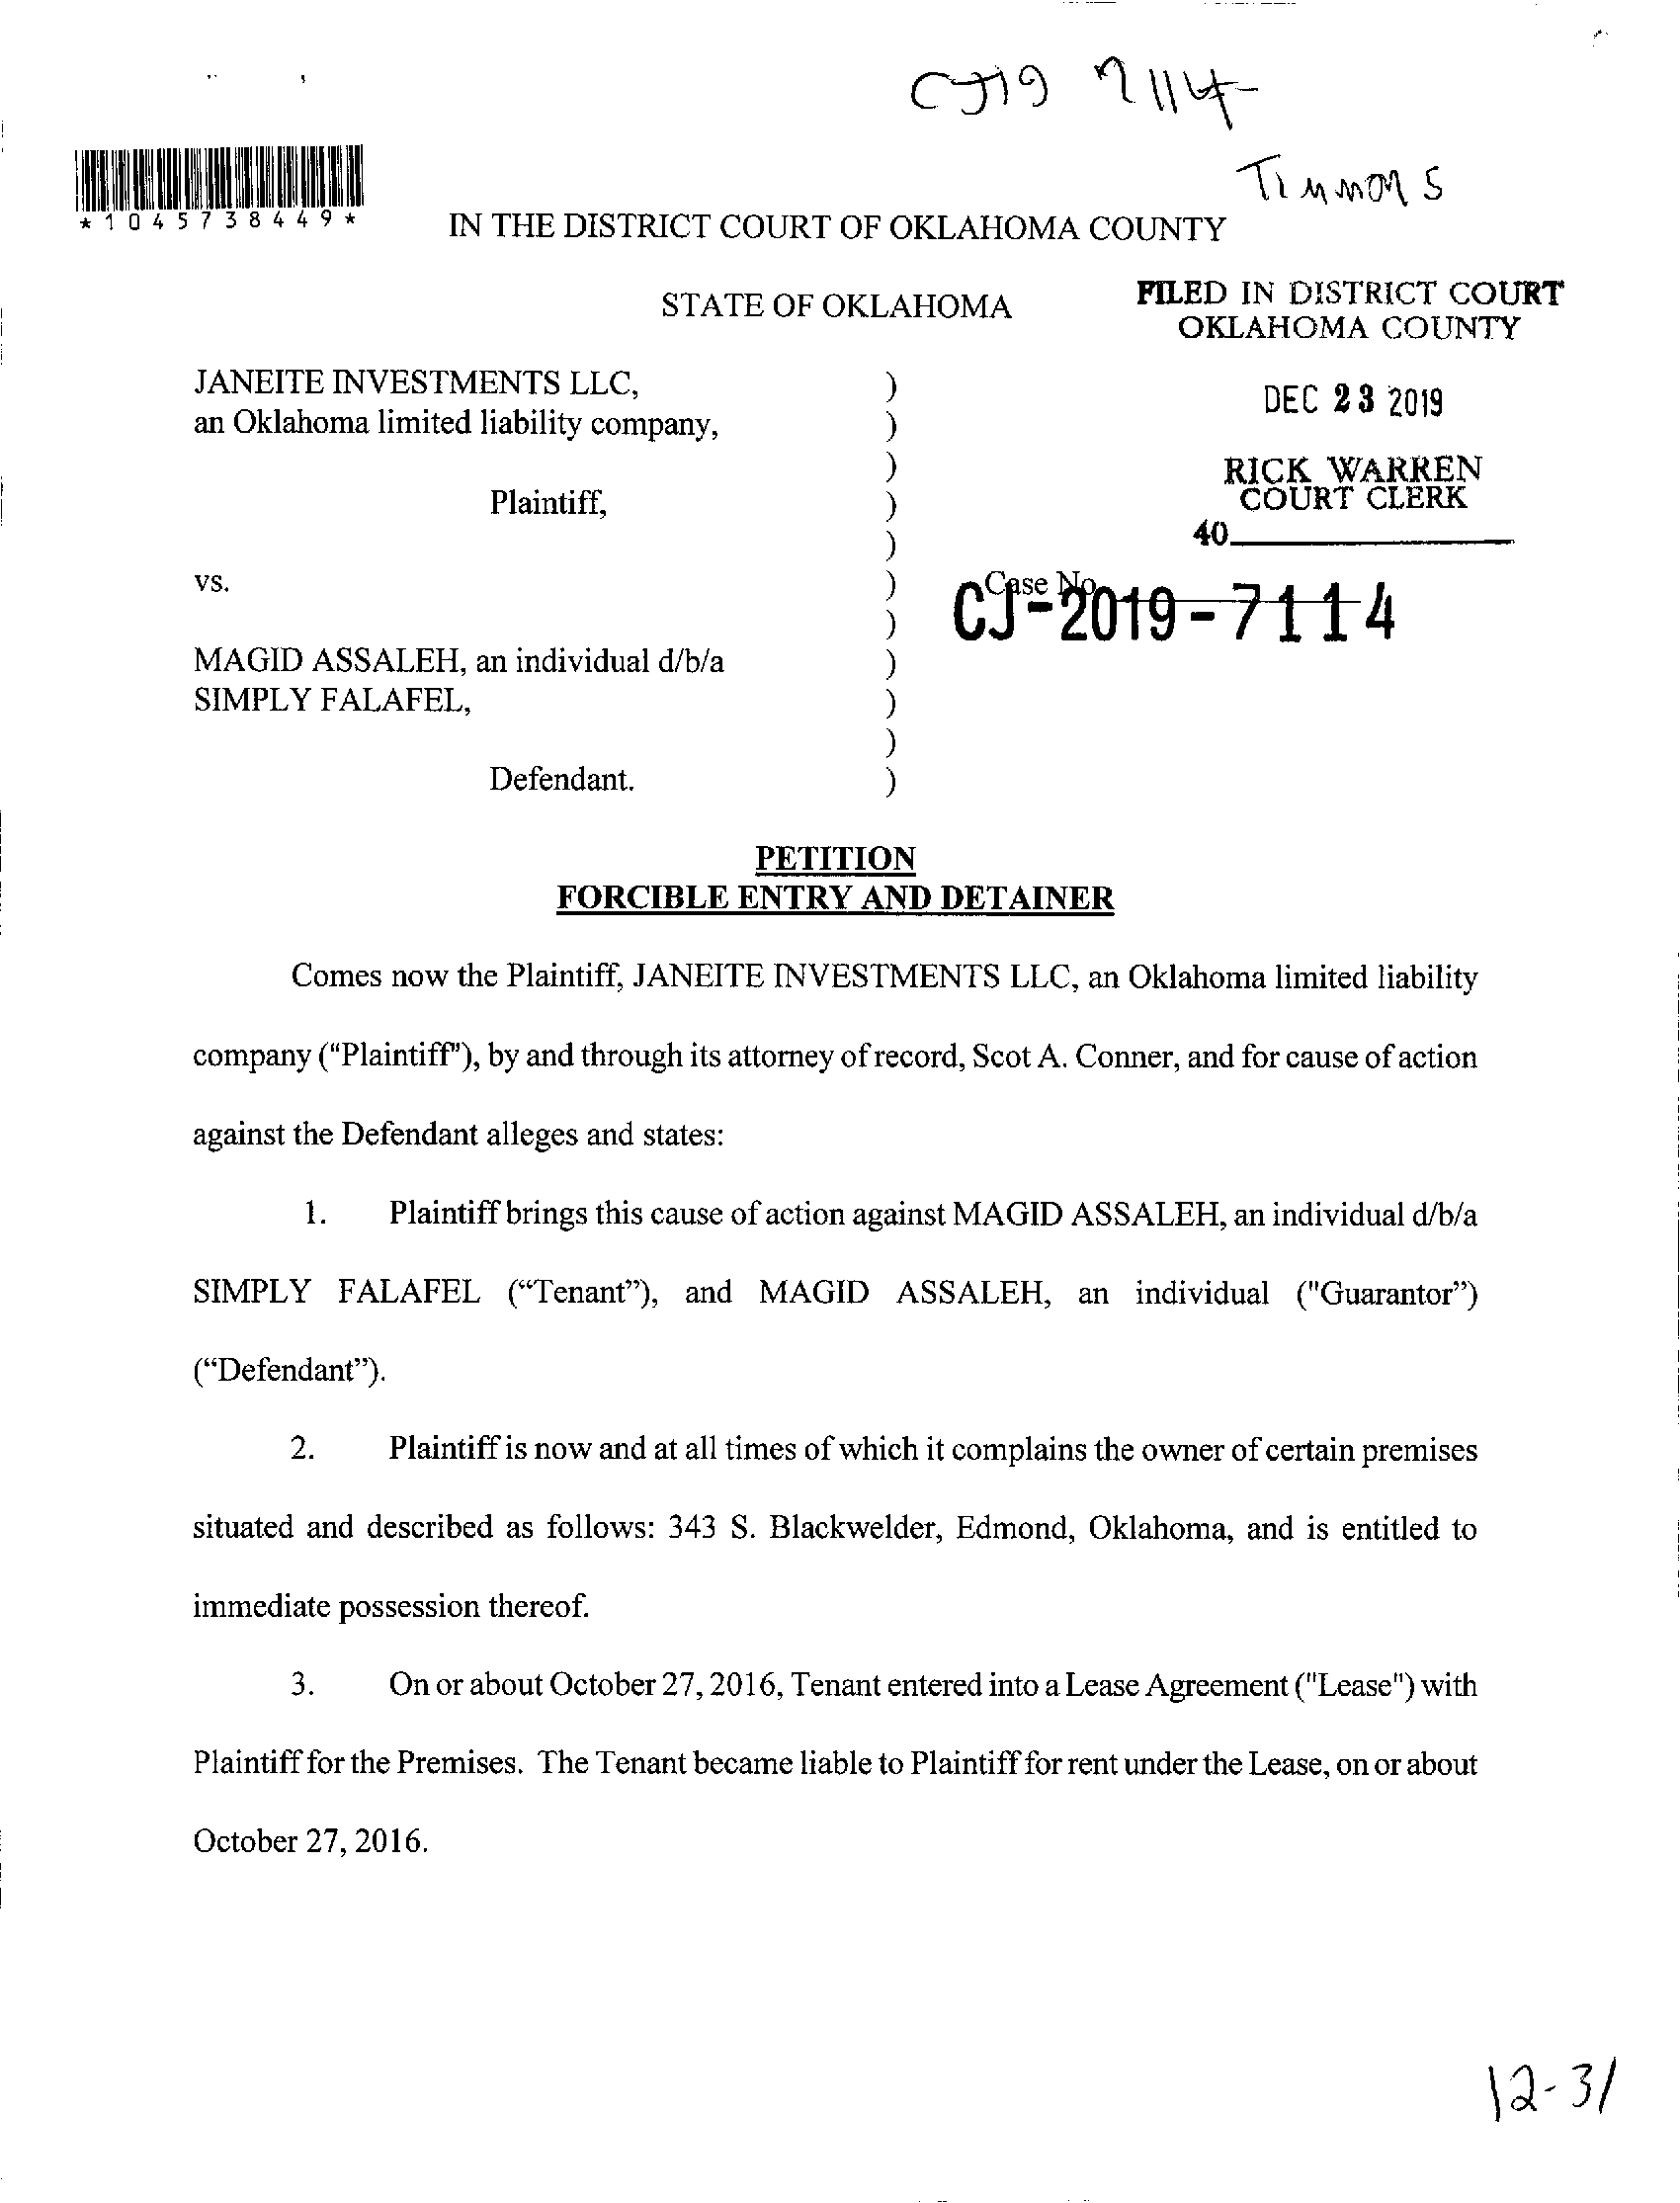 CJ19 7114
Timmons
*1045738449*
IN THE DISTRICT COURT OF OKLAHOMA COUNTY
STATE OF OKLAHOMA
FILED IN DISTRICT COURT
OKLAHOMA COUNTY
JANEITE INVESTMENTS LLC, )
an Oklahoma limited liability company, )
)
DEC 23 2019
Plaintiff, )
)
RICK WARREN
COURT CLERK
40
vs. )
)
Case No.
CJ-2019-7114
MAGID ASSALEH, an individual d/b/a )
SIMPLY FALAFEL, )
)
Defendant. )
PETITION
FORCIBLE ENTRY AND DETAINER
Comes now the Plaintiff, JANEITE INVESTMENTS LLC, an Oklahoma limited liability
company ("Plaintiff"), by and through its attorney of record, Scot A. Conner, and for cause of action
against the Defendant alleges and states:
1. Plaintiff brings this cause of action against MAGID ASSALEH, an individual d/b/a
SIMPLY FALAFEL (“Tenant”), and MAGID ASSALEH, an individual ("Guarantor”)
(“Defendant”).
2. Plaintiff is now and at all times of which it complains the owner of certain premises
situated and described as follows: 343 S. Blackwelder, Edmond, Oklahoma, and is entitled to
immediate possession thereof.
3. On or about October 27, 2016, Tenant entered into a Lease Agreement ("Lease") with
Plaintiff for the Premises. The Tenant became liable to Plaintiff for rent under the Lease, on or about
October 27, 2016.
12-31